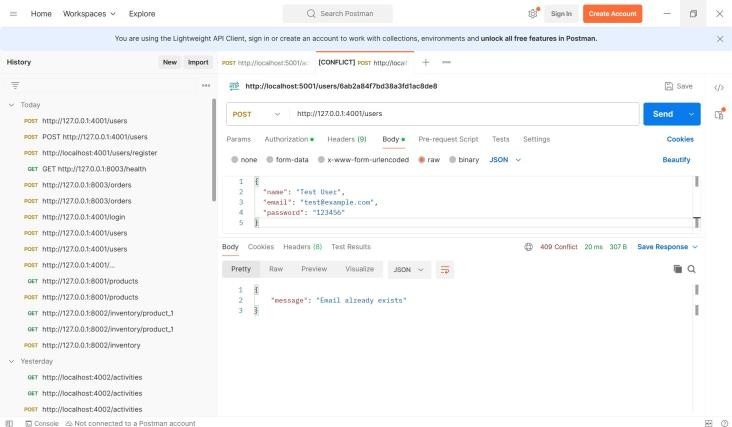 Home Workspaces Explore Search Postman Sign In Create Account
You are using the Lightweight API Client, sign in or create an account to work with collections, environments and unlock all free features in Postman.
History New Import
POST http://localhost:5001/a [CONFLICT] POST http://local
Today
POST http://127.0.0.1:4001/users
POST POST http://127.0.0.1:4001/users
POST http://localhost:4001/users/register
GET GET http://127.0.0.1:8003/health
POST http://127.0.0.1:8003/orders
POST http://127.0.0.1:8003/orders
POST http://127.0.0.1:4001/login
POST http://127.0.0.1:4001/users
POST http://127.0.0.1:4001/users
POST http://127.0.0.1:4001/...
GET http://127.0.0.1:8001/products
POST http://127.0.0.1:8001/products
GET http://127.0.0.1:8002/inventory/product_1
GET http://127.0.0.1:8002/inventory/product_1
POST http://127.0.0.1:8002/inventory
Yesterday
GET http://localhost:4002/activities
GET http://localhost:4002/activities
POST http://localhost:4002/activities
HTTP http://localhost:5001/users/6ab2a84f7bd38a3fd1ac8de8 Save
POST http://127.0.0.1:4001/users Send
Params Authorization Headers (9) Body Pre-request Script Tests Settings Cookies
none form-data x-www-form-urlencoded raw binary JSON Beautify
1 {
2 "name": "Test User",
3 "email": "test@example.com",
4 "password": "123456"
5 }
Body Cookies Headers (8) Test Results 409 Conflict 20 ms 307 B Save Response
Pretty Raw Preview Visualize JSON
1 {
2 "message": "Email already exists"
3 }
Console Not connected to a Postman account